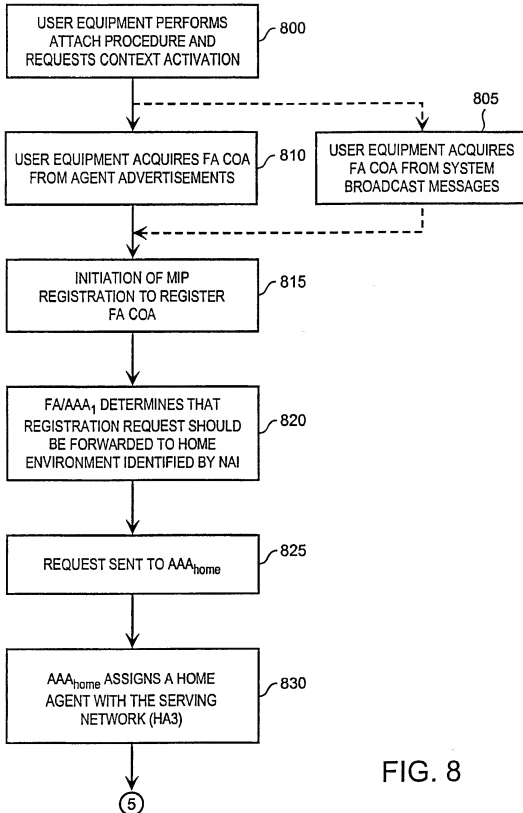 USER EQUIPMENT PERFORMS
ATTACH PROCEDURE AND
REQUESTS CONTEXT ACTIVATION
800
805
USER EQUIPMENT ACQUIRES FA COA
FROM AGENT ADVERTISEMENTS
810
USER EQUIPMENT ACQUIRES
FA COA FROM SYSTEM
BROADCAST MESSAGES
INITIATION OF MIP
REGISTRATION TO REGISTER
FA COA
815
FA/AAA₁ DETERMINES THAT
REGISTRATION REQUEST SHOULD
BE FORWARDED TO HOME
ENVIRONMENT IDENTIFIED BY NAI
820
REQUEST SENT TO AAAhome
825
AAAhome ASSIGNS A HOME
AGENT WITH THE SERVING
NETWORK (HA3)
830
5
FIG. 8